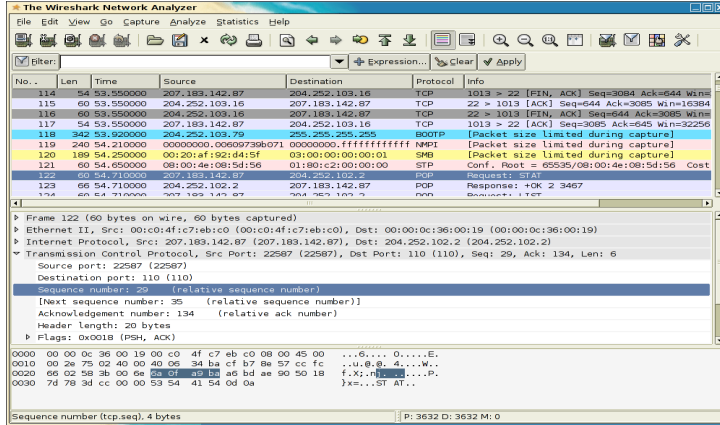 The Wireshark Network Analyzer
File Edit View Go Capture Analyze Statistics Help
Filter: Expression... Clear Apply
No.. Len Time Source Destination Protocol Info
114 54 53.550000 207.183.142.87 204.252.103.16 TCP 1013 > 22 [FIN, ACK] Seq=3084 Ack=644 Win=
115 60 53.550000 204.252.103.16 207.183.142.87 TCP 22 > 1013 [ACK] Seq=644 Ack=3085 Win=16384
116 60 53.550000 204.252.103.16 207.183.142.87 TCP 22 > 1013 [FIN, ACK] Seq=644 Ack=3085 Win=
117 54 53.550000 207.183.142.87 204.252.103.16 TCP 1013 > 22 [ACK] Seq=3085 Ack=645 Win=32256
118 342 53.920000 204.252.103.79 255.255.255.255 BOOTP [Packet size limited during capture]
119 240 54.210000 00000000.00609739b071 00000000.ffffffffffff NMPI [Packet size limited during capture]
120 189 54.250000 00:20:af:92:d4:5f 03:00:00:00:00:01 SMB [Packet size limited during capture]
121 60 54.650000 08:00:4e:08:5d:56 01:80:c2:00:00:00 STP Conf. Root = 65535/08:00:4e:08:5d:56 Cost
122 60 54.710000 207.183.142.87 204.252.102.2 POP Request: STAT
123 66 54.710000 204.252.102.2 207.183.142.87 POP Response: +OK 2 3467
124 60 54.710000 207.183.142.87 204.252.102.2 POP Request: LIST
Frame 122 (60 bytes on wire, 60 bytes captured)
Ethernet II, Src: 00:c0:4f:c7:eb:c0 (00:c0:4f:c7:eb:c0), Dst: 00:00:0c:36:00:19 (00:00:0c:36:00:19)
Internet Protocol, Src: 207.183.142.87 (207.183.142.87), Dst: 204.252.102.2 (204.252.102.2)
Transmission Control Protocol, Src Port: 22587 (22587), Dst Port: 110 (110), Seq: 29, Ack: 134, Len: 6
Source port: 22587 (22587)
Destination port: 110 (110)
Sequence number: 29 (relative sequence number)
[Next sequence number: 35 (relative sequence number)]
Acknowledgement number: 134 (relative ack number)
Header length: 20 bytes
Flags: 0x0018 (PSH, ACK)
0000 00 00 0c 36 00 19 00 c0 4f c7 eb c0 08 00 45 00 ...6.... O.....E.
0010 00 2e 75 02 40 00 40 06 34 ba cf b7 8e 57 cc fc ..u.@.@. 4....W..
0020 66 02 58 3b 00 6e 6a 0f a9 ba a6 bd ae 90 50 18 f.X;.nj. ......P.
0030 7d 78 3d cc 00 00 53 54 41 54 0d 0a }x=...ST AT..
Sequence number (tcp.seq), 4 bytes P: 3632 D: 3632 M: 0